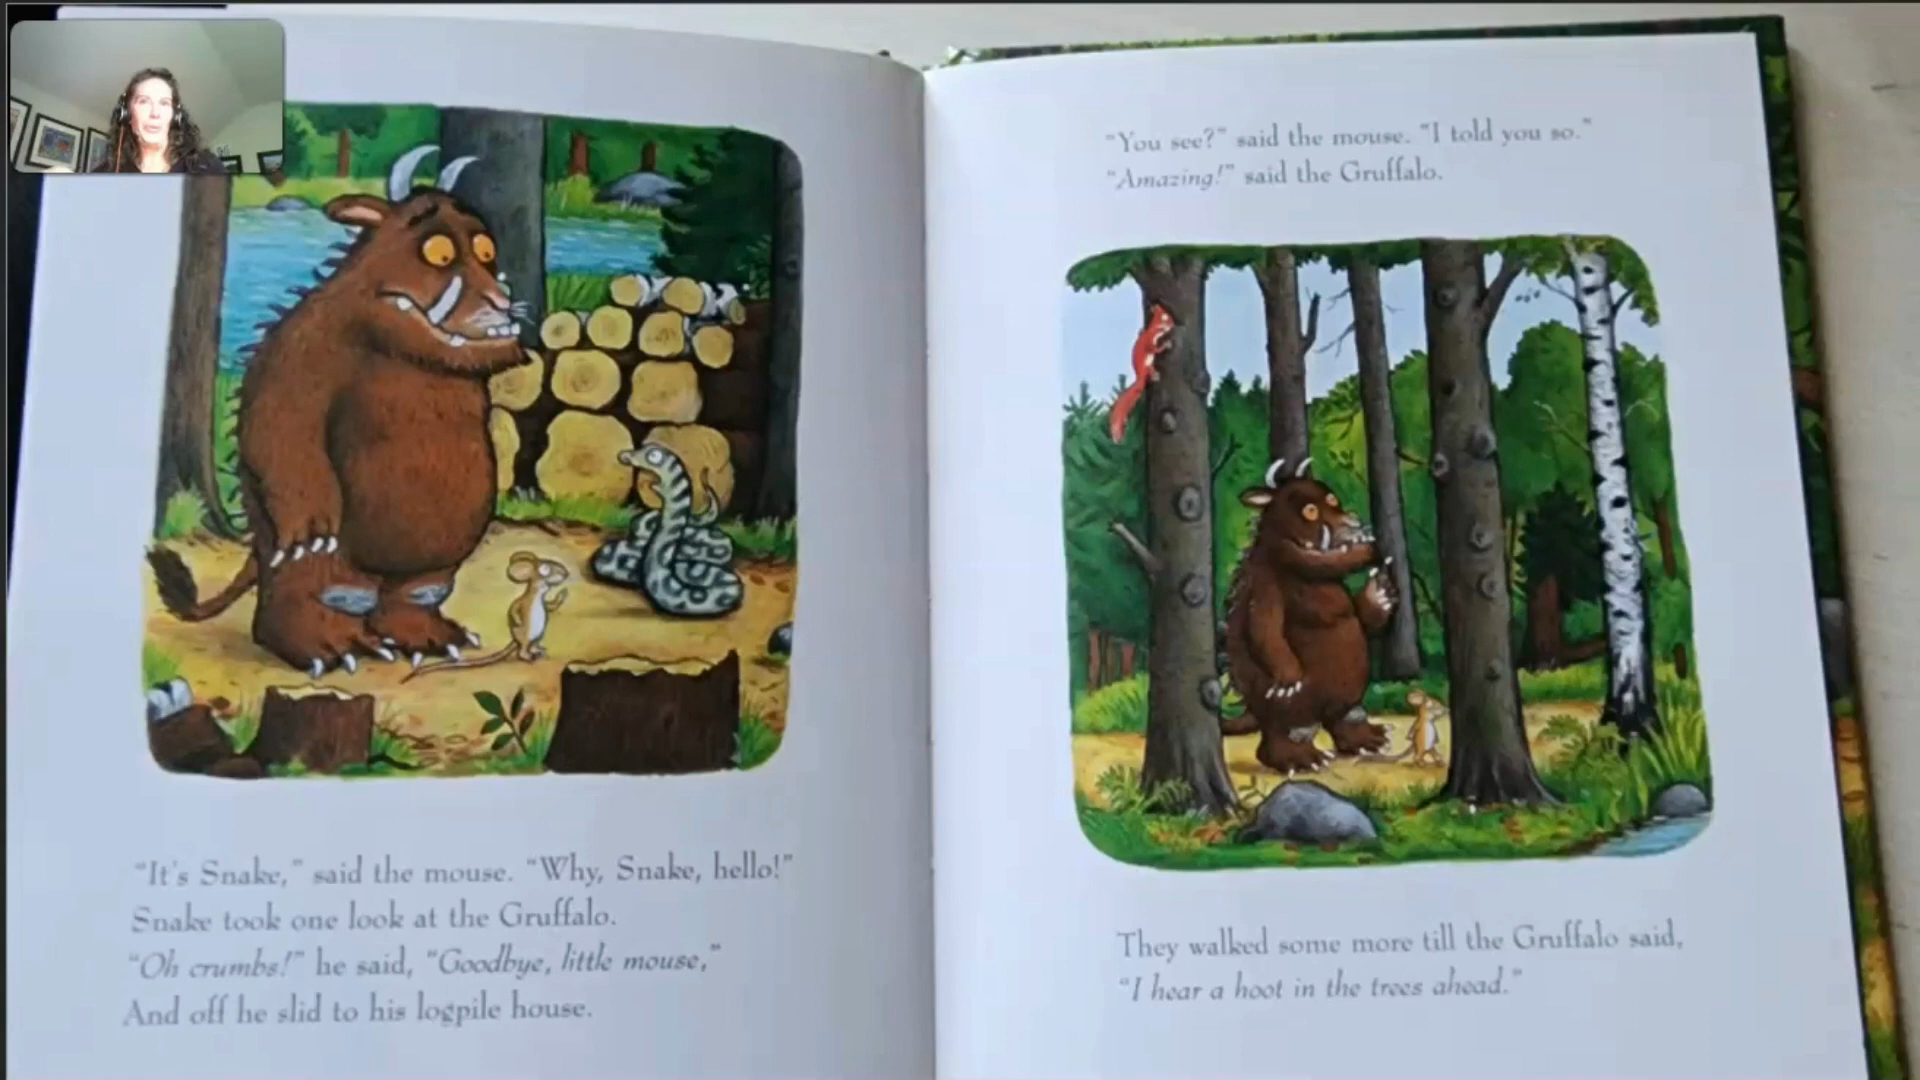 "It's Snake," said the mouse. "Why, Snake, hello!"
Snake took one look at the Gruffalo.
"Oh crumbs!" he said, "Goodbye, little mouse,"
And off he slid to his logpile house.
"You see?" said the mouse. "I told you so."
"Amazing!" said the Gruffalo.
They walked some more till the Gruffalo said,
"I hear a hoot in the trees ahead."